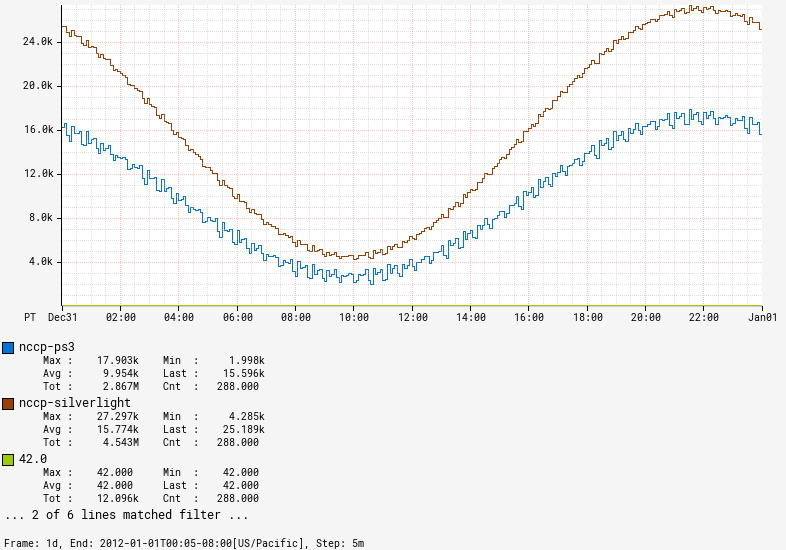 24.0k
20.0k
16.0k
12.0k
8.0k
4.0k
PT Dec31 02:00 04:00 06:00 08:00 10:00 12:00 14:00 16:00 18:00 20:00 22:00 Jan01
nccp-ps3
Max : 17.903k Min : 1.998k
Avg : 9.954k Last : 15.596k
Tot : 2.867M Cnt : 288.000
nccp-silverlight
Max : 27.297k Min : 4.285k
Avg : 15.774k Last : 25.189k
Tot : 4.543M Cnt : 288.000
42.0
Max : 42.000 Min : 42.000
Avg : 42.000 Last : 42.000
Tot : 12.096k Cnt : 288.000
... 2 of 6 lines matched filter ...
Frame: 1d, End: 2012-01-01T00:05-08:00[US/Pacific], Step: 5m